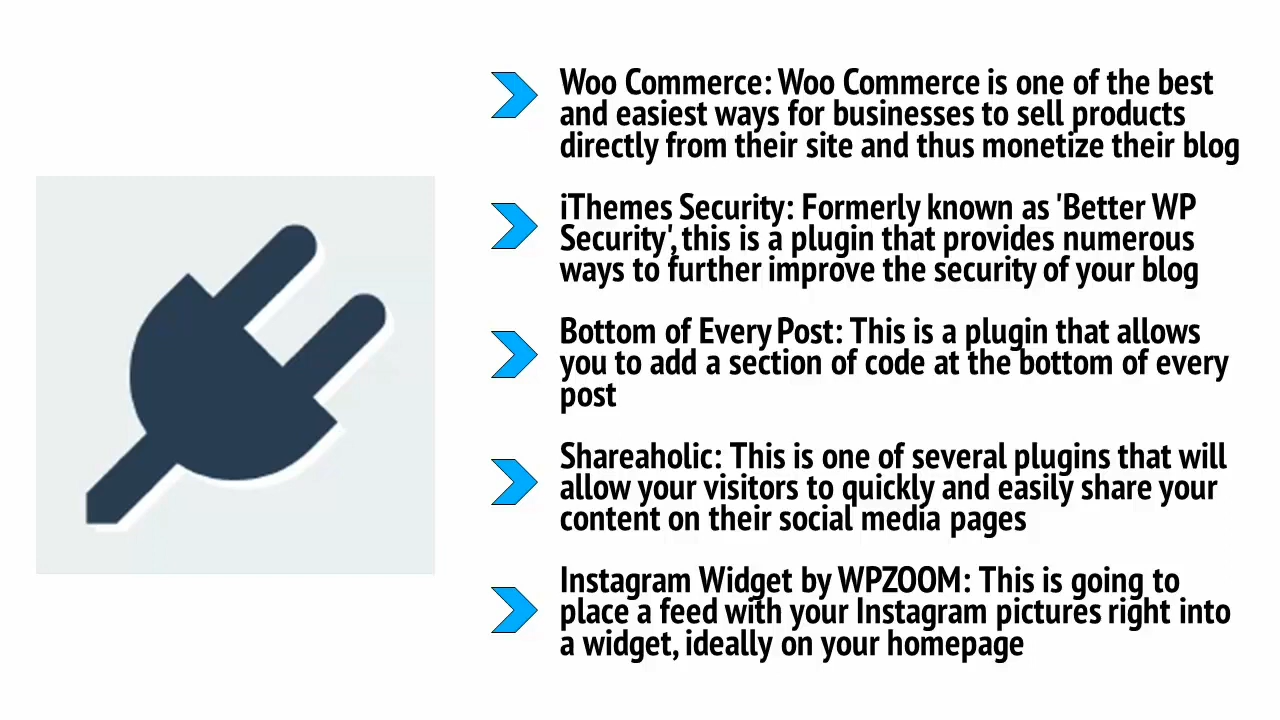 Woo Commerce: Woo Commerce is one of the best
and easiest ways for businesses to sell products
directly from their site and thus monetize their blog
iThemes Security: Formerly known as 'Better WP
Security', this is a plugin that provides numerous
ways to further improve the security of your blog
Bottom of Every Post: This is a plugin that allows
you to add a section of code at the bottom of every
post
Shareaholic: This is one of several plugins that will
allow your visitors to quickly and easily share your
content on their social media pages
Instagram Widget by WPZOOM: This is going to
place a feed with your Instagram pictures right into
a widget, ideally on your homepage